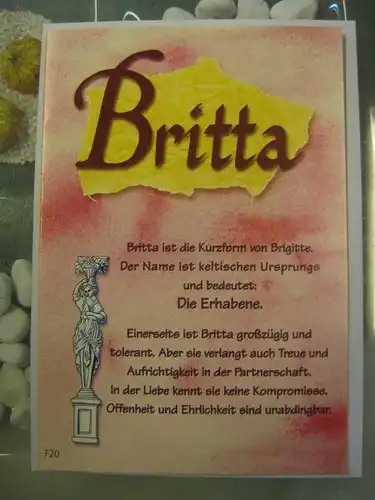 Britta
Britta ist die Kurzform von Brigitte.
Der Name ist keltischen Ursprungs
und bedeutet:
Die Erhabene.
Einerseits ist Britta großzügig und
tolerant. Aber sie verlangt auch Treue und
Aufrichtigkeit in der Partnerschaft.
In der Liebe kennt sie keine Kompromisse.
Offenheit und Ehrlichkeit sind unabdingbar.
F20